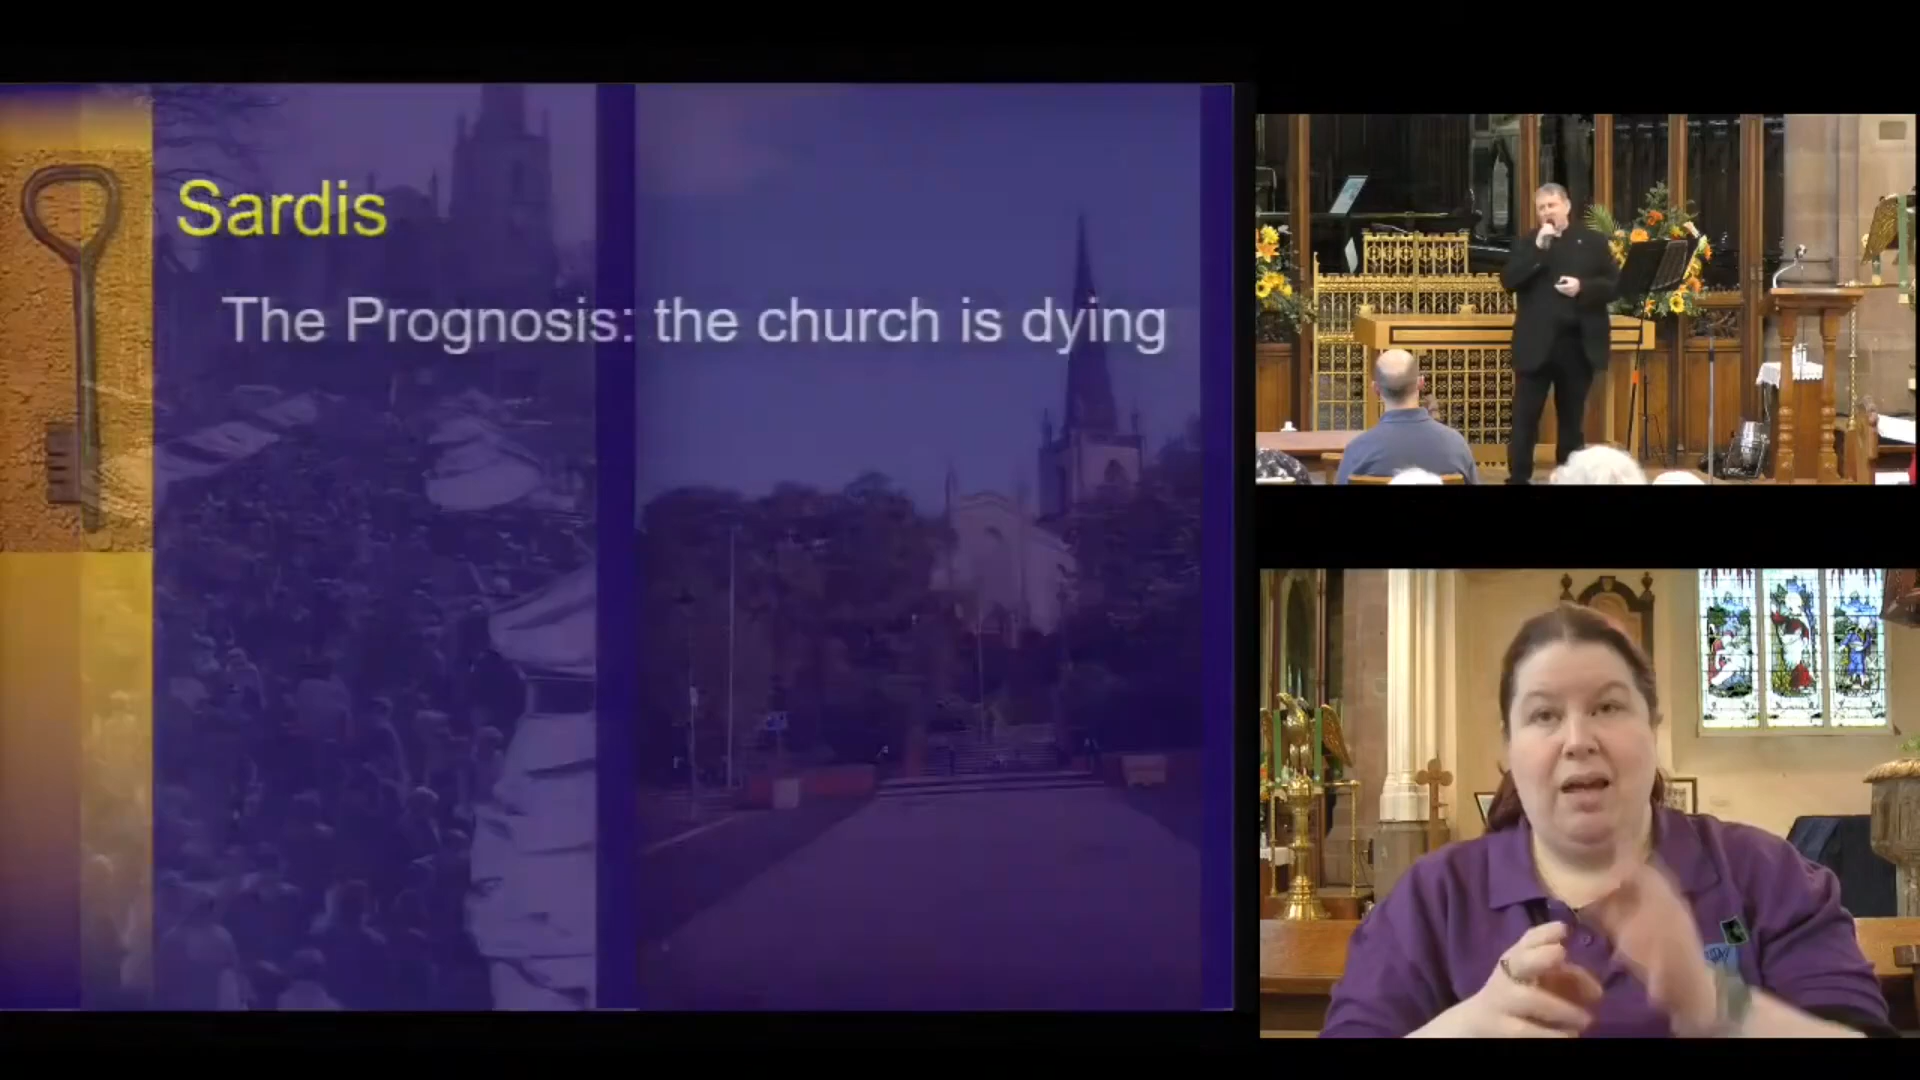 Sardis
The Prognosis: the church is dying